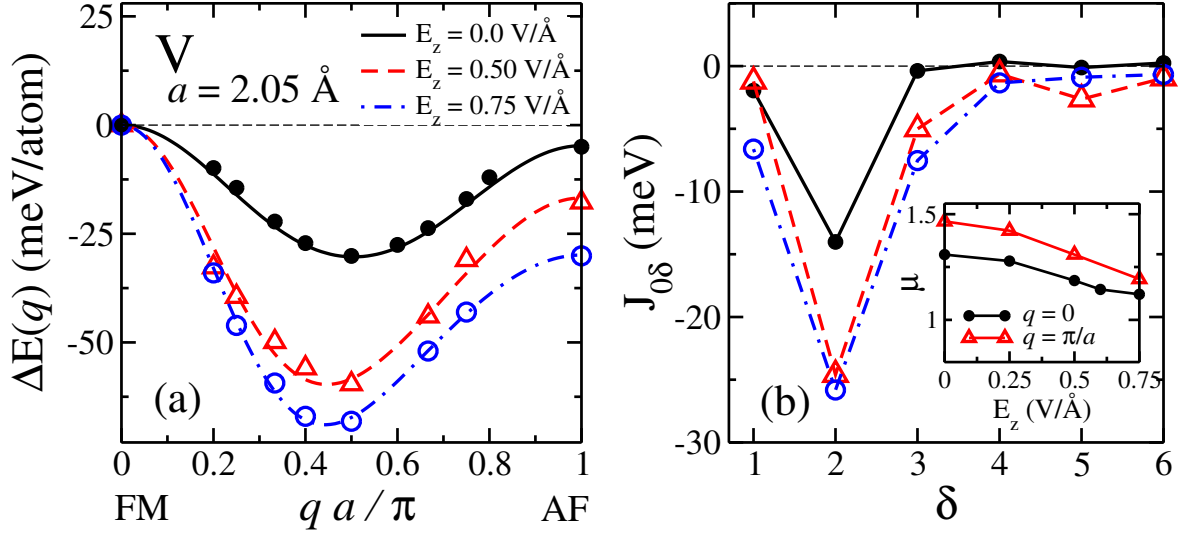 25
0
-25
-50
ΔE(q) (meV/atom)
V
a = 2.05 Å
E_z = 0.0 V/Å
E_z = 0.50 V/Å
E_z = 0.75 V/Å
(a)
0 0.2 0.4 0.6 0.8 1
FM q a / π AF
0
-10
-20
-30
J_{0δ} (meV)
1.5
1
μ
q = 0
q = π/a
0 0.25 0.5 0.75
E_z (V/Å)
(b)
1 2 3 4 5 6
δ